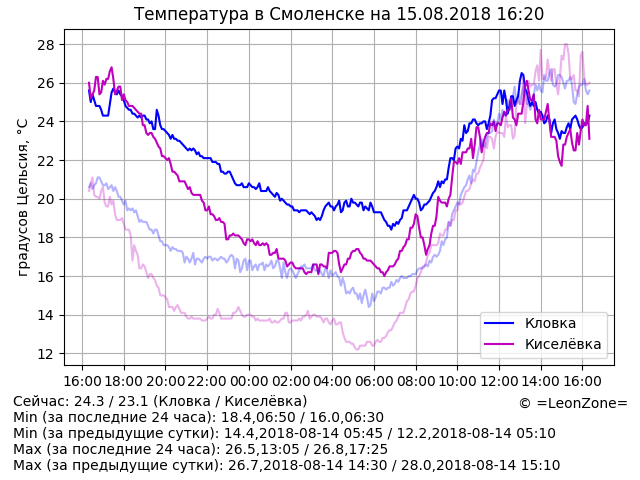 Температура в Смоленске на 15.08.2018 16:20
градусов Цельсия, °C
28
26
24
22
20
18
16
14
12
16:00 18:00 20:00 22:00 00:00 02:00 04:00 06:00 08:00 10:00 12:00 14:00 16:00
Кловка
Киселёвка
Сейчас: 24.3 / 23.1 (Кловка / Киселёвка)
© =LeonZone=
Min (за последние 24 часа): 18.4,06:50 / 16.0,06:30
Min (за предыдущие сутки): 14.4,2018-08-14 05:45 / 12.2,2018-08-14 05:10
Max (за последние 24 часа): 26.5,13:05 / 26.8,17:25
Max (за предыдущие сутки): 26.7,2018-08-14 14:30 / 28.0,2018-08-14 15:10